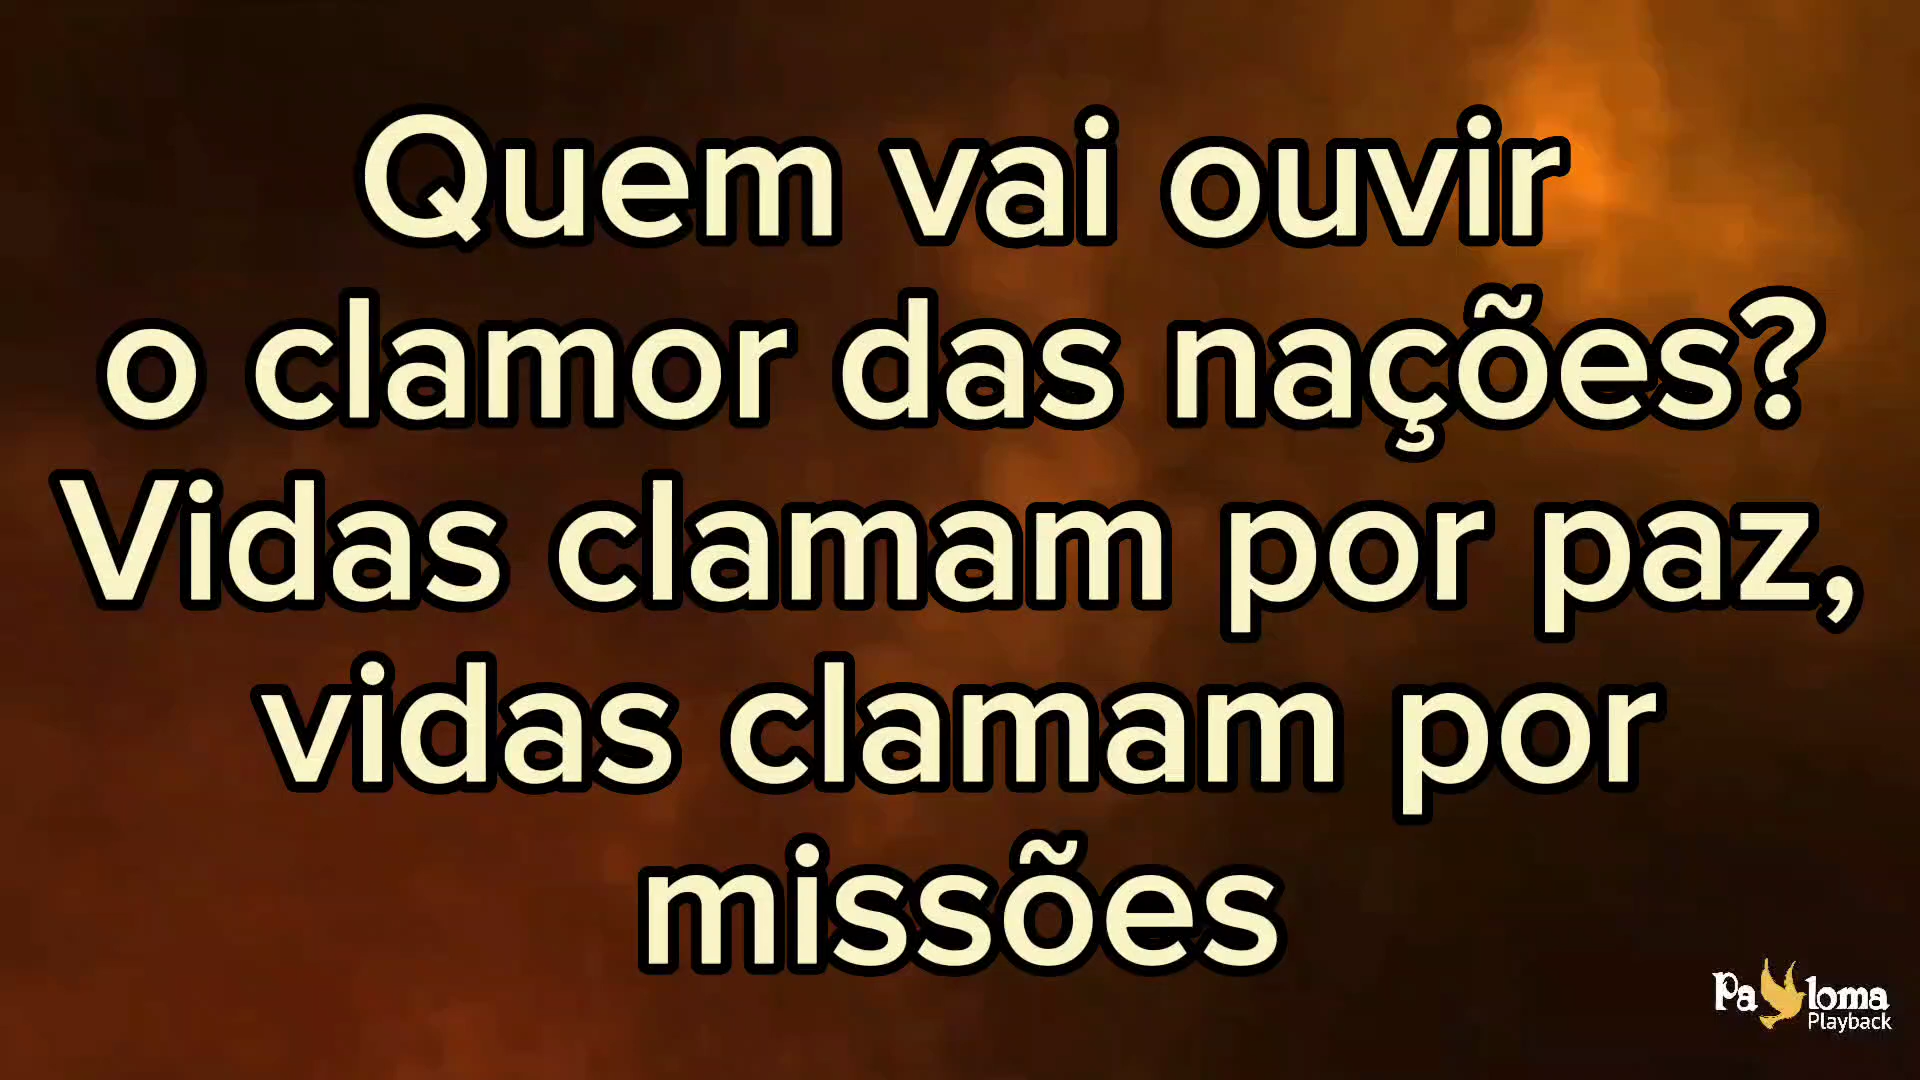 Quem vai ouvir
o clamor das nações?
Vidas clamam por paz,
vidas clamam por
missões
Paloma
Playback